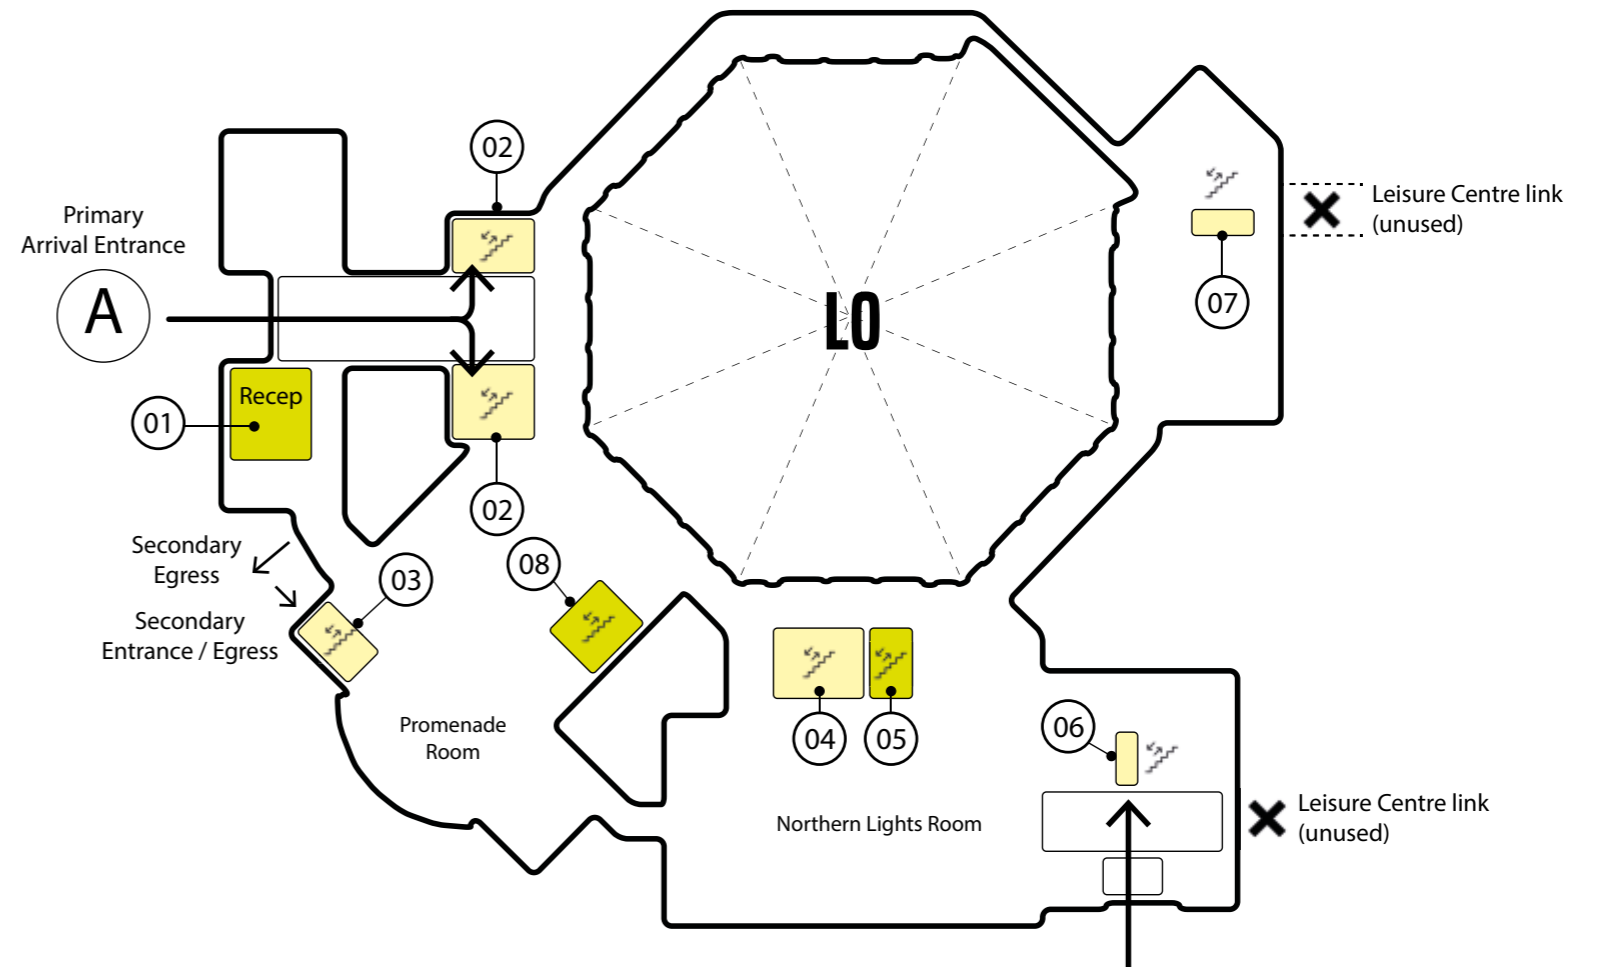 02
Primary
Arrival Entrance
A
Leisure Centre link
(unused)
07
LO
Recep
01
02
Secondary
Egress
08
03
Secondary
Entrance / Egress
Promenade
Room
04
05
06
Northern Lights Room
Leisure Centre link
(unused)